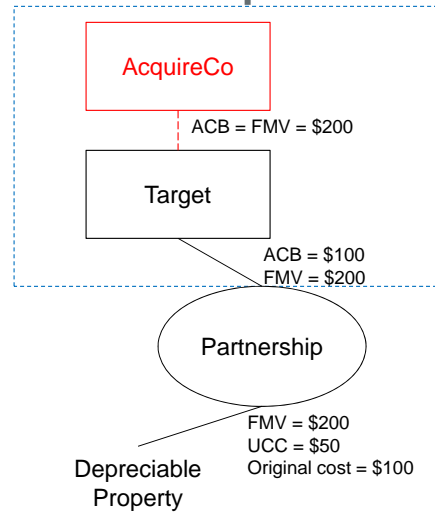 AcquireCo
ACB = FMV = $200
Target
ACB = $100
FMV = $200
Partnership
FMV = $200
UCC = $50
Original cost = $100
Depreciable
Property